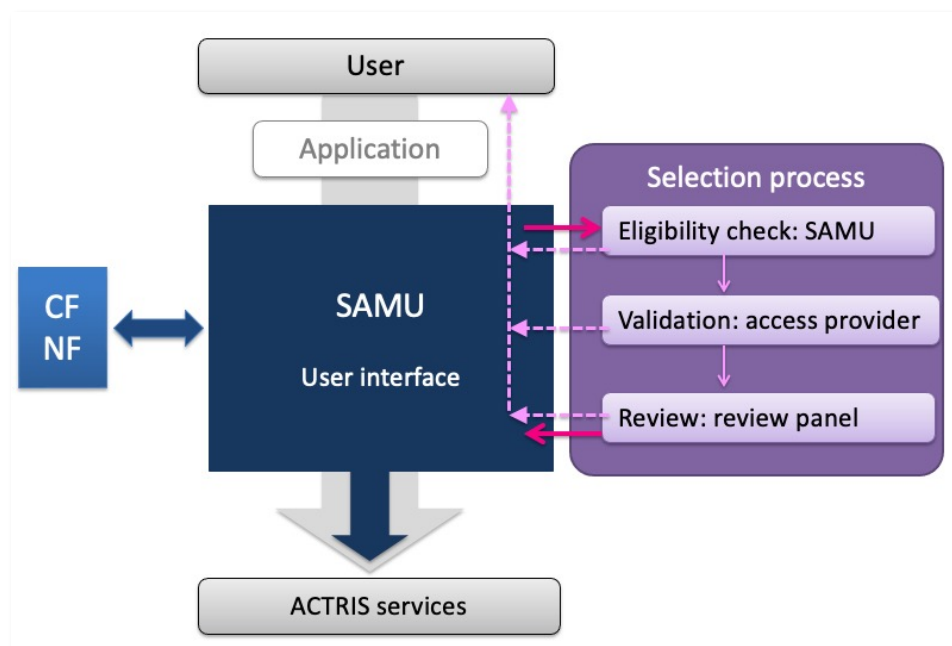 User
Application
Selection process
Eligibility check: SAMU
CF
NF
SAMU
Validation: access provider
User interface
Review: review panel
ACTRIS services